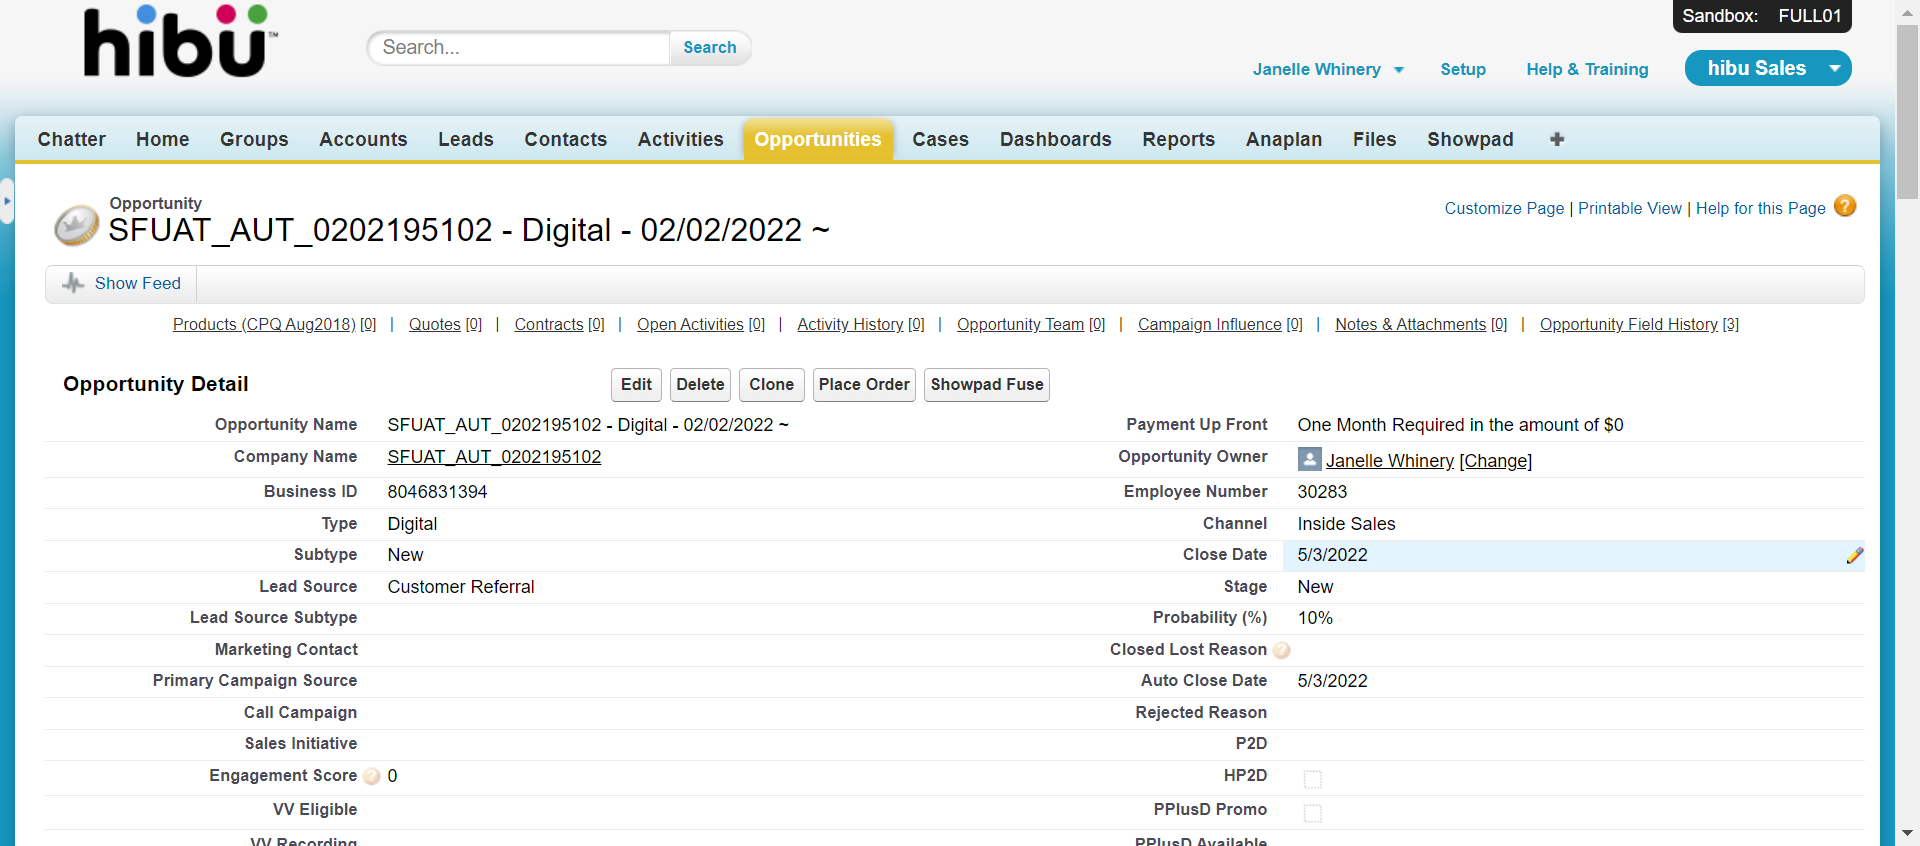 hibu™
Search...
Search
Sandbox: FULL01
Janelle Whinery
Setup
Help & Training
hibu Sales
Chatter Home Groups Accounts Leads Contacts Activities Opportunities Cases Dashboards Reports Anaplan Files Showpad
Opportunity
SFUAT_AUT_0202195102 - Digital - 02/02/2022 ~
Customize Page | Printable View | Help for this Page
Show Feed
Products (CPQ Aug2018) [0] | Quotes [0] | Contracts [0] | Open Activities [0] | Activity History [0] | Opportunity Team [0] | Campaign Influence [0] | Notes & Attachments [0] | Opportunity Field History [3]
Opportunity Detail
Edit Delete Clone Place Order Showpad Fuse
Opportunity Name SFUAT_AUT_0202195102 - Digital - 02/02/2022 ~ Payment Up Front One Month Required in the amount of $0
Company Name SFUAT_AUT_0202195102 Opportunity Owner Janelle Whinery [Change]
Business ID 8046831394 Employee Number 30283
Type Digital Channel Inside Sales
Subtype New Close Date 5/3/2022
Lead Source Customer Referral Stage New
Lead Source Subtype Probability (%) 10%
Marketing Contact Closed Lost Reason ?
Primary Campaign Source Auto Close Date 5/3/2022
Call Campaign Rejected Reason
Sales Initiative P2D
Engagement Score ? 0 HP2D
VV Eligible PPlusD Promo
VV Recording PPlusD Available